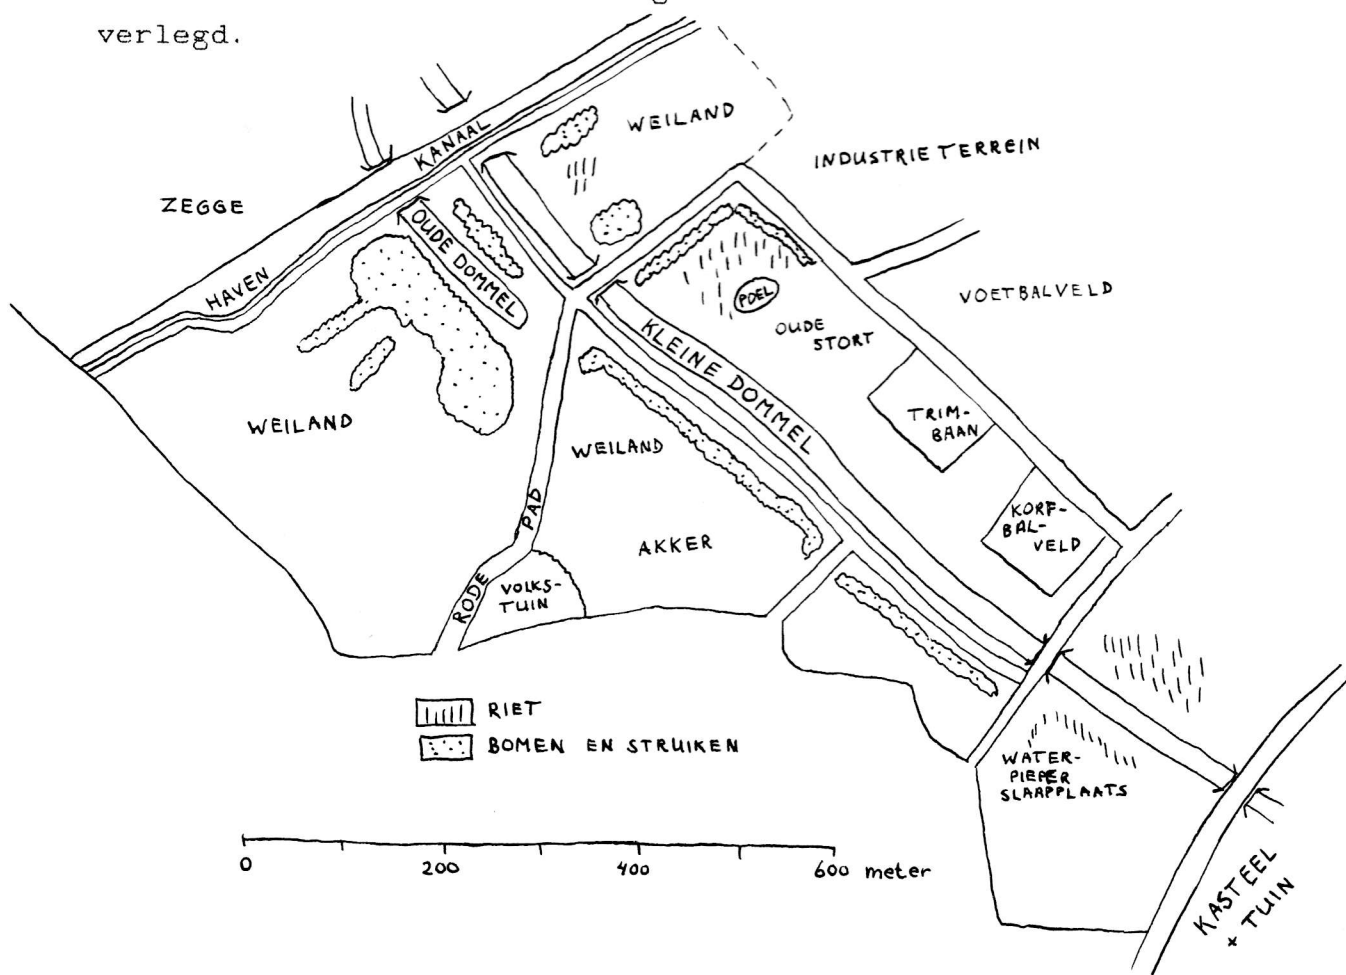 verlegd.
WEILAND
KANAAL
INDUSTRIE TERREIN
ZEGGE
OUDE DOMMEL
HAVEN
POEL
VOETBALVELD
OUDE
STORT
KLEINE DOMMEL
TRIM-
BAAN
WEILAND
WEILAND
PAD
KORF-
BAL-
VELD
AKKER
RODE
VOLKS-
TUIN
RIET
BOMEN EN STRUIKEN
WATER-
PIEPER
SLAAPPLAATS
0 200 400 600 meter
KASTEEL
+ TUIN